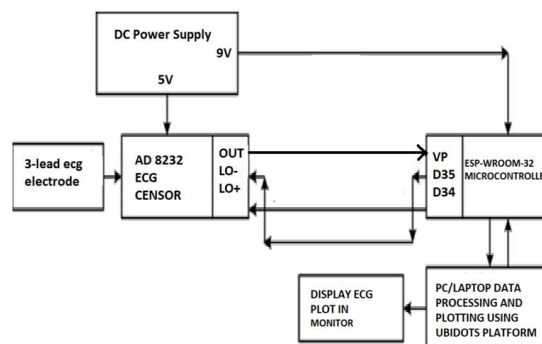 DC Power Supply
9V
5V
3-lead ecg
electrode
AD 8232
ECG
CENSOR
OUT
LO-
LO+
VP
D35
D34
ESP-WROOM-32
MICROCONTROLLE
DISPLAY ECG
PLOT IN
MONITOR
PC/LAPTOP DATA
PROCESSING AND
PLOTTING USING
UBIDOTS PLATFORM